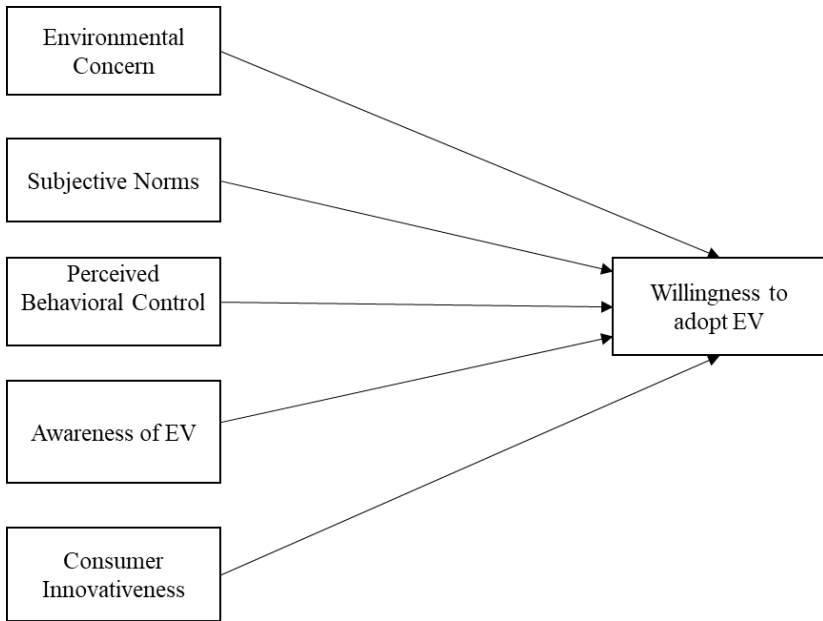 Environmental
Concern
Subjective Norms
Perceived
Behavioral Control
Awareness of EV
Consumer
Innovativeness
Willingness to
adopt EV